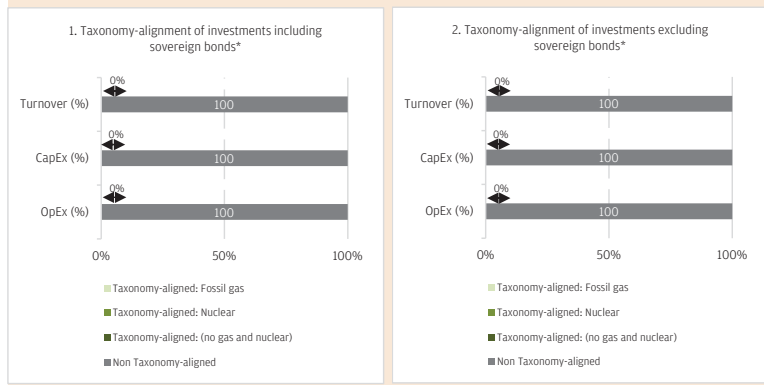 1. Taxonomy-alignment of investments including
sovereign bonds*
0%
Turnover (%)
100
0%
CapEx (%)
100
0%
OpEx (%)
100
0%
50%
100%
Taxonomy-aligned: Fossil gas
Taxonomy-aligned: Nuclear
Taxonomy-aligned: (no gas and nuclear)
Non Taxonomy-aligned
2. Taxonomy-alignment of investments excluding
sovereign bonds*
0%
Turnover (%)
100
0%
CapEx (%)
100
0%
OpEx (%)
100
0%
50%
100%
Taxonomy-aligned: Fossil gas
Taxonomy-aligned: Nuclear
Taxonomy-aligned: (no gas and nuclear)
Non Taxonomy-aligned